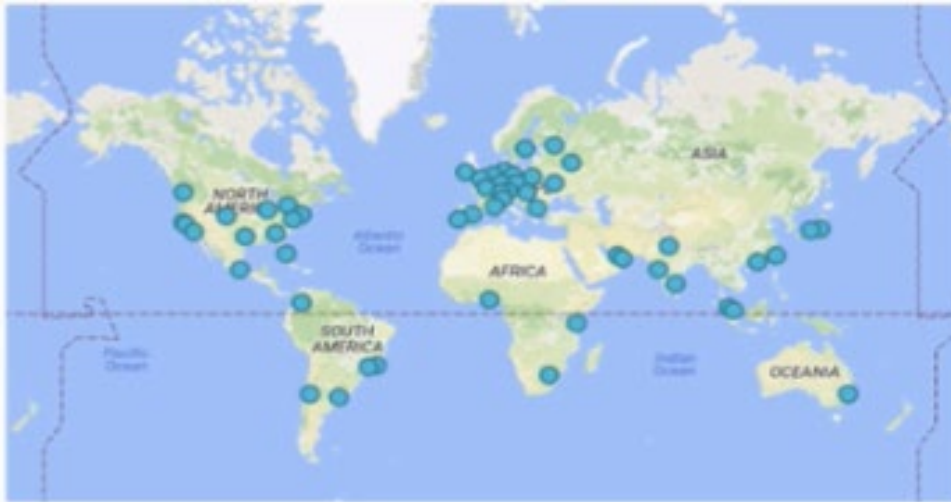 ASIA
NORTH
AMERICA
Atlantic
Ocean
AFRICA
SOUTH
AMERICA
Pacific
Ocean
Indian
Ocean
OCEANIA